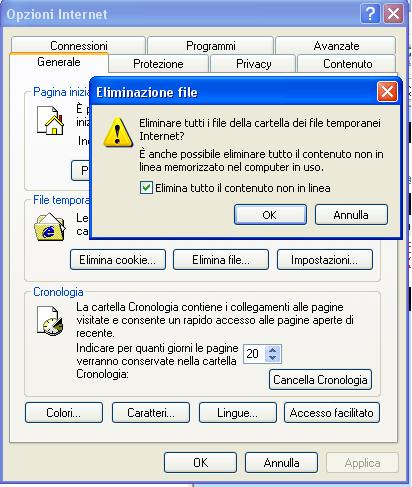 Opzioni Internet
Connessioni
Programmi
Avanzate
Generale
Protezione
Privacy
Contenuto
Pagina inizia
È p
iniz
Indi
P
Eliminazione file
Eliminare tutti i file della cartella dei file temporanei
Internet?
È anche possibile eliminare tutto il contenuto non in
linea memorizzato nel computer in uso.
Elimina tutto il contenuto non in linea
OK
Annulla
File tempora
Le
ca
Elimina cookie...
Elimina file...
Impostazioni...
Cronologia
La cartella Cronologia contiene i collegamenti alle pagine
visitate e consente un rapido accesso alle pagine aperte di
recente.
Indicare per quanti giorni le pagine
verranno conservate nella cartella
Cronologia:
20
Cancella Cronologia
Colori...
Caratteri...
Lingue...
Accesso facilitato
OK
Annulla
Applica